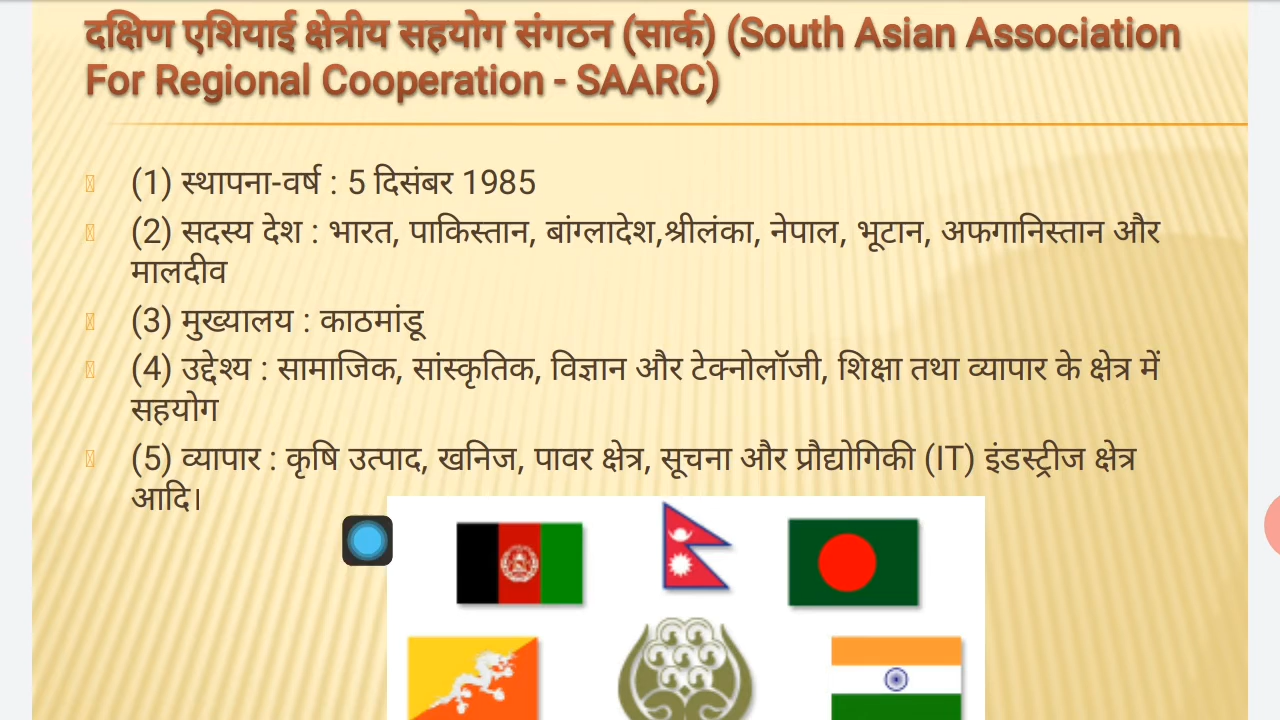 दक्षिण एशियाई क्षेत्रीय सहयोग संगठन (सार्क) (South Asian Association
For Regional Cooperation - SAARC)
(1) स्थापना-वर्ष : 5 दिसंबर 1985
(2) सदस्य देश : भारत, पाकिस्तान, बांग्लादेश,श्रीलंका, नेपाल, भूटान, अफगानिस्तान और
मालदीव
(3) मुख्यालय : काठमांडू
(4) उद्देश्य : सामाजिक, सांस्कृतिक, विज्ञान और टेक्नोलॉजी, शिक्षा तथा व्यापार के क्षेत्र में
सहयोग
(5) व्यापार : कृषि उत्पाद, खनिज, पावर क्षेत्र, सूचना और प्रौद्योगिकी (IT) इंडस्ट्रीज क्षेत्र
आदि।